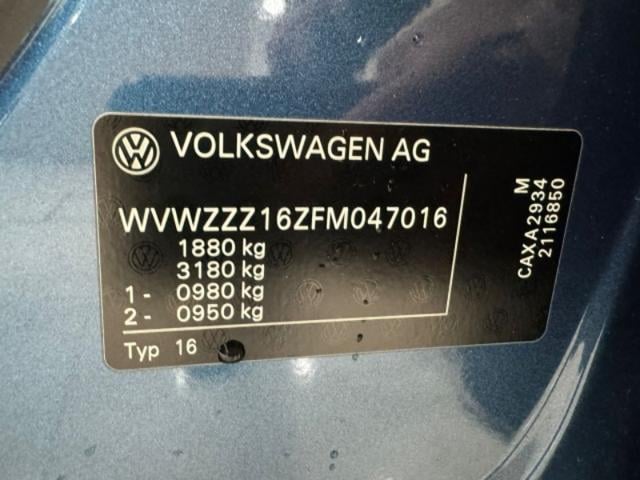 VOLKSWAGEN AG
WVWZZZ16ZFM047016
1880 kg
3180 kg
1- 0980 kg
2- 0950 kg
Typ 16
M
CAXA2934
2116850